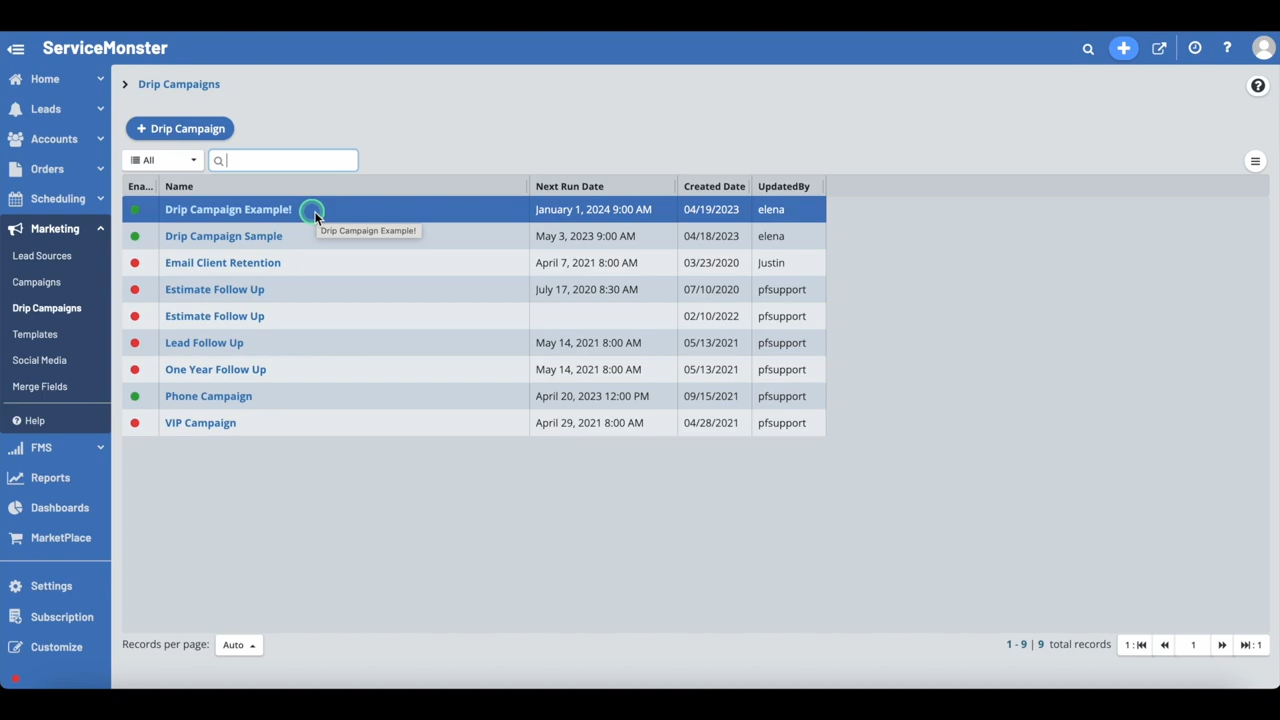 ServiceMonster
Home
Leads
Accounts
Orders
Scheduling
Marketing
Lead Sources
Campaigns
Drip Campaigns
Templates
Social Media
Merge Fields
Help
FMS
Reports
Dashboards
MarketPlace
Settings
Subscription
Customize
Drip Campaigns
+ Drip Campaign
All
Ena... Name Next Run Date Created Date UpdatedBy
Drip Campaign Example! January 1, 2024 9:00 AM 04/19/2023 elena
Drip Campaign Example!
Drip Campaign Sample May 3, 2023 9:00 AM 04/18/2023 elena
Email Client Retention April 7, 2021 8:00 AM 03/23/2020 Justin
Estimate Follow Up July 17, 2020 8:30 AM 07/10/2020 pfsupport
Estimate Follow Up 02/10/2022 pfsupport
Lead Follow Up May 14, 2021 8:00 AM 05/13/2021 pfsupport
One Year Follow Up May 14, 2021 8:00 AM 05/13/2021 pfsupport
Phone Campaign April 20, 2023 12:00 PM 09/15/2021 pfsupport
VIP Campaign April 29, 2021 8:00 AM 04/28/2021 pfsupport
Records per page: Auto 1 - 9 | 9 total records 1 : 1 : 1